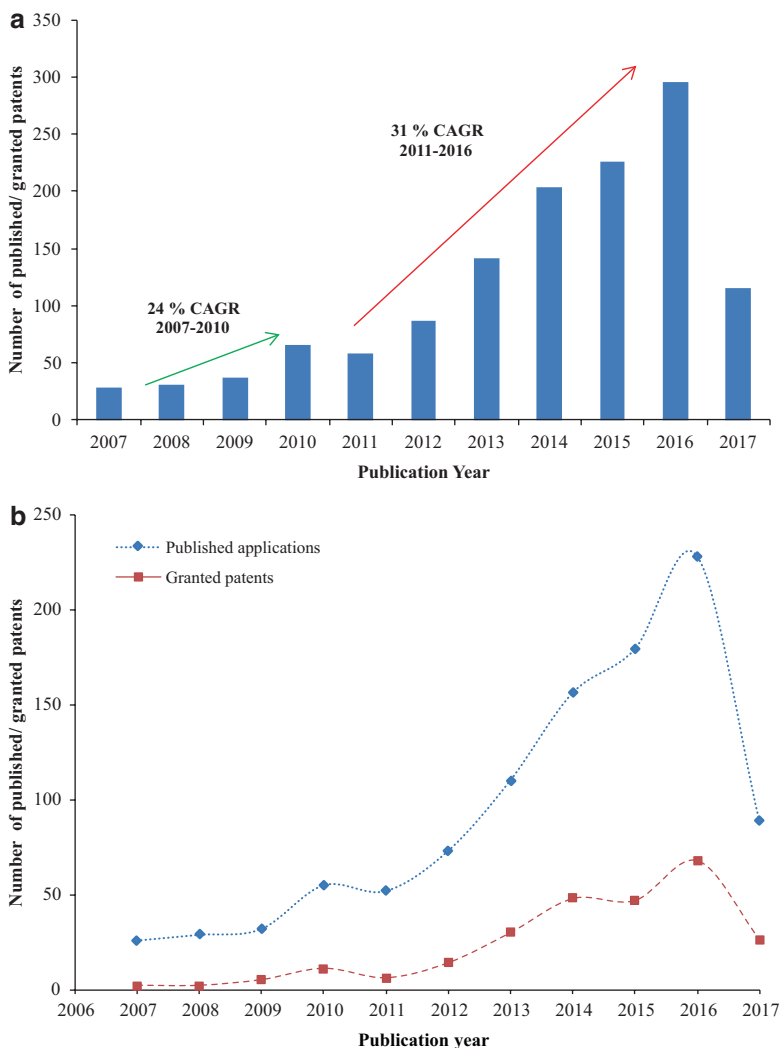 a
350
300
250
200
150
100
50
0
Number of published/ granted patents
24 % CAGR
2007-2010
31 % CAGR
2011-2016
2007 2008 2009 2010 2011 2012 2013 2014 2015 2016 2017
Publication Year
b
250
200
150
100
50
0
Number of published/ granted patents
Published applications
Granted patents
2006 2007 2008 2009 2010 2011 2012 2013 2014 2015 2016 2017
Publication year